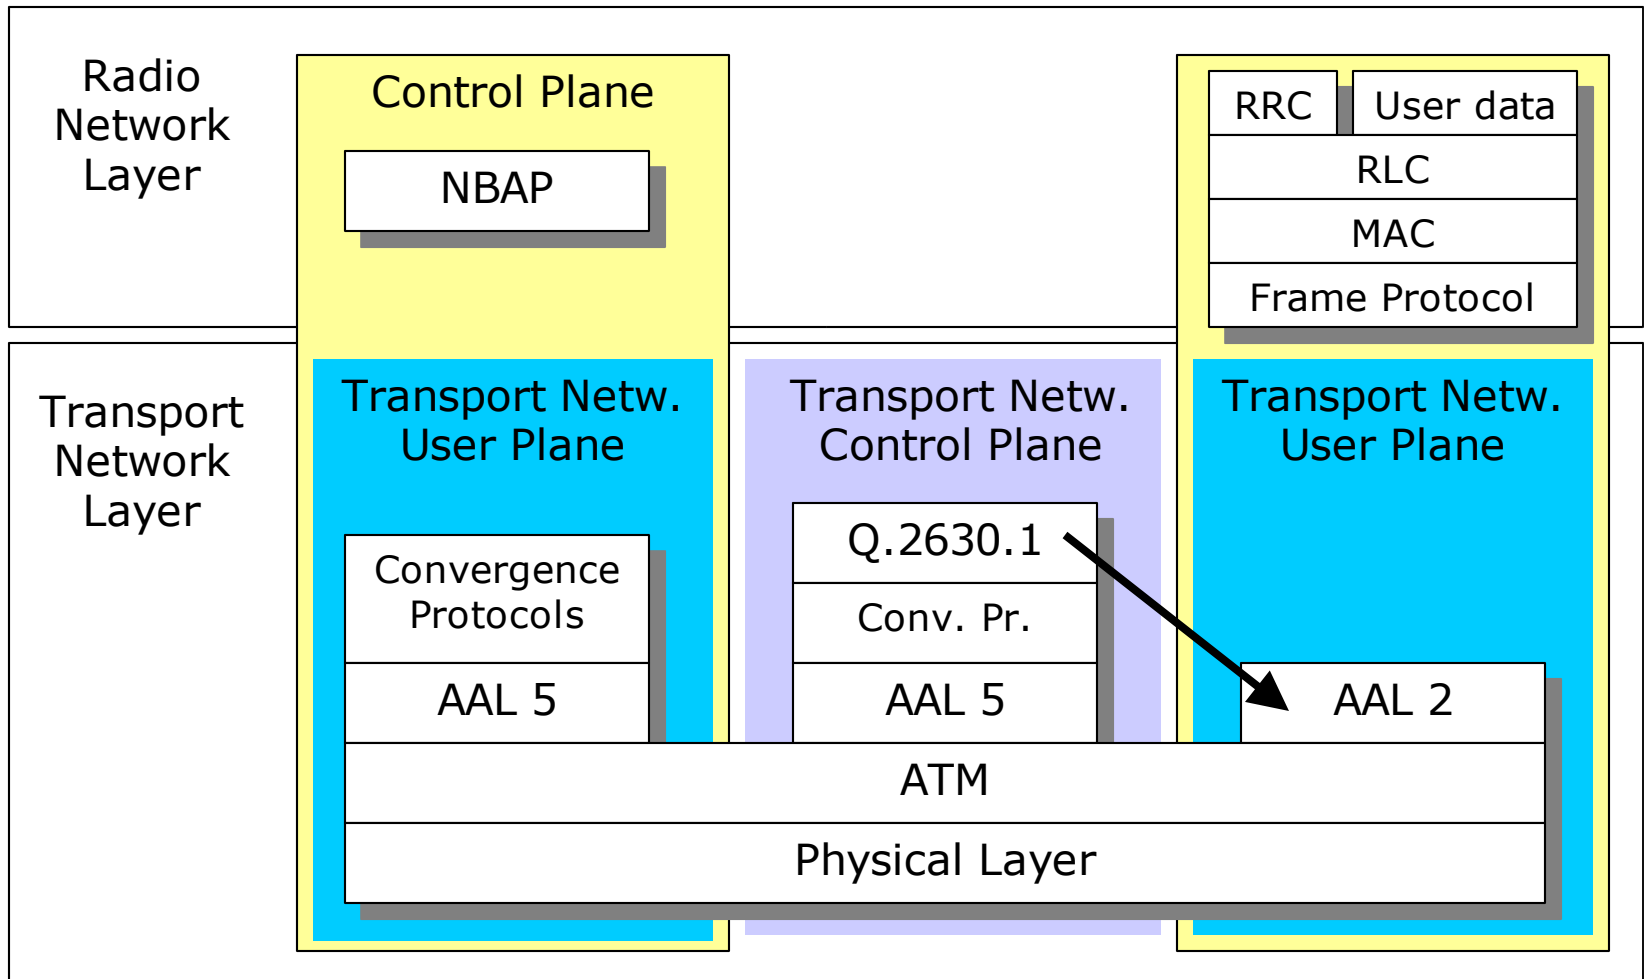 Radio
Network
Layer
Control Plane
NBAP
RRC
User data
RLC
MAC
Frame Protocol
Transport
Network
Layer
Transport Netw.
User Plane
Convergence
Protocols
AAL 5
Transport Netw.
Control Plane
Q.2630.1
Conv. Pr.
AAL 5
Transport Netw.
User Plane
AAL 2
ATM
Physical Layer